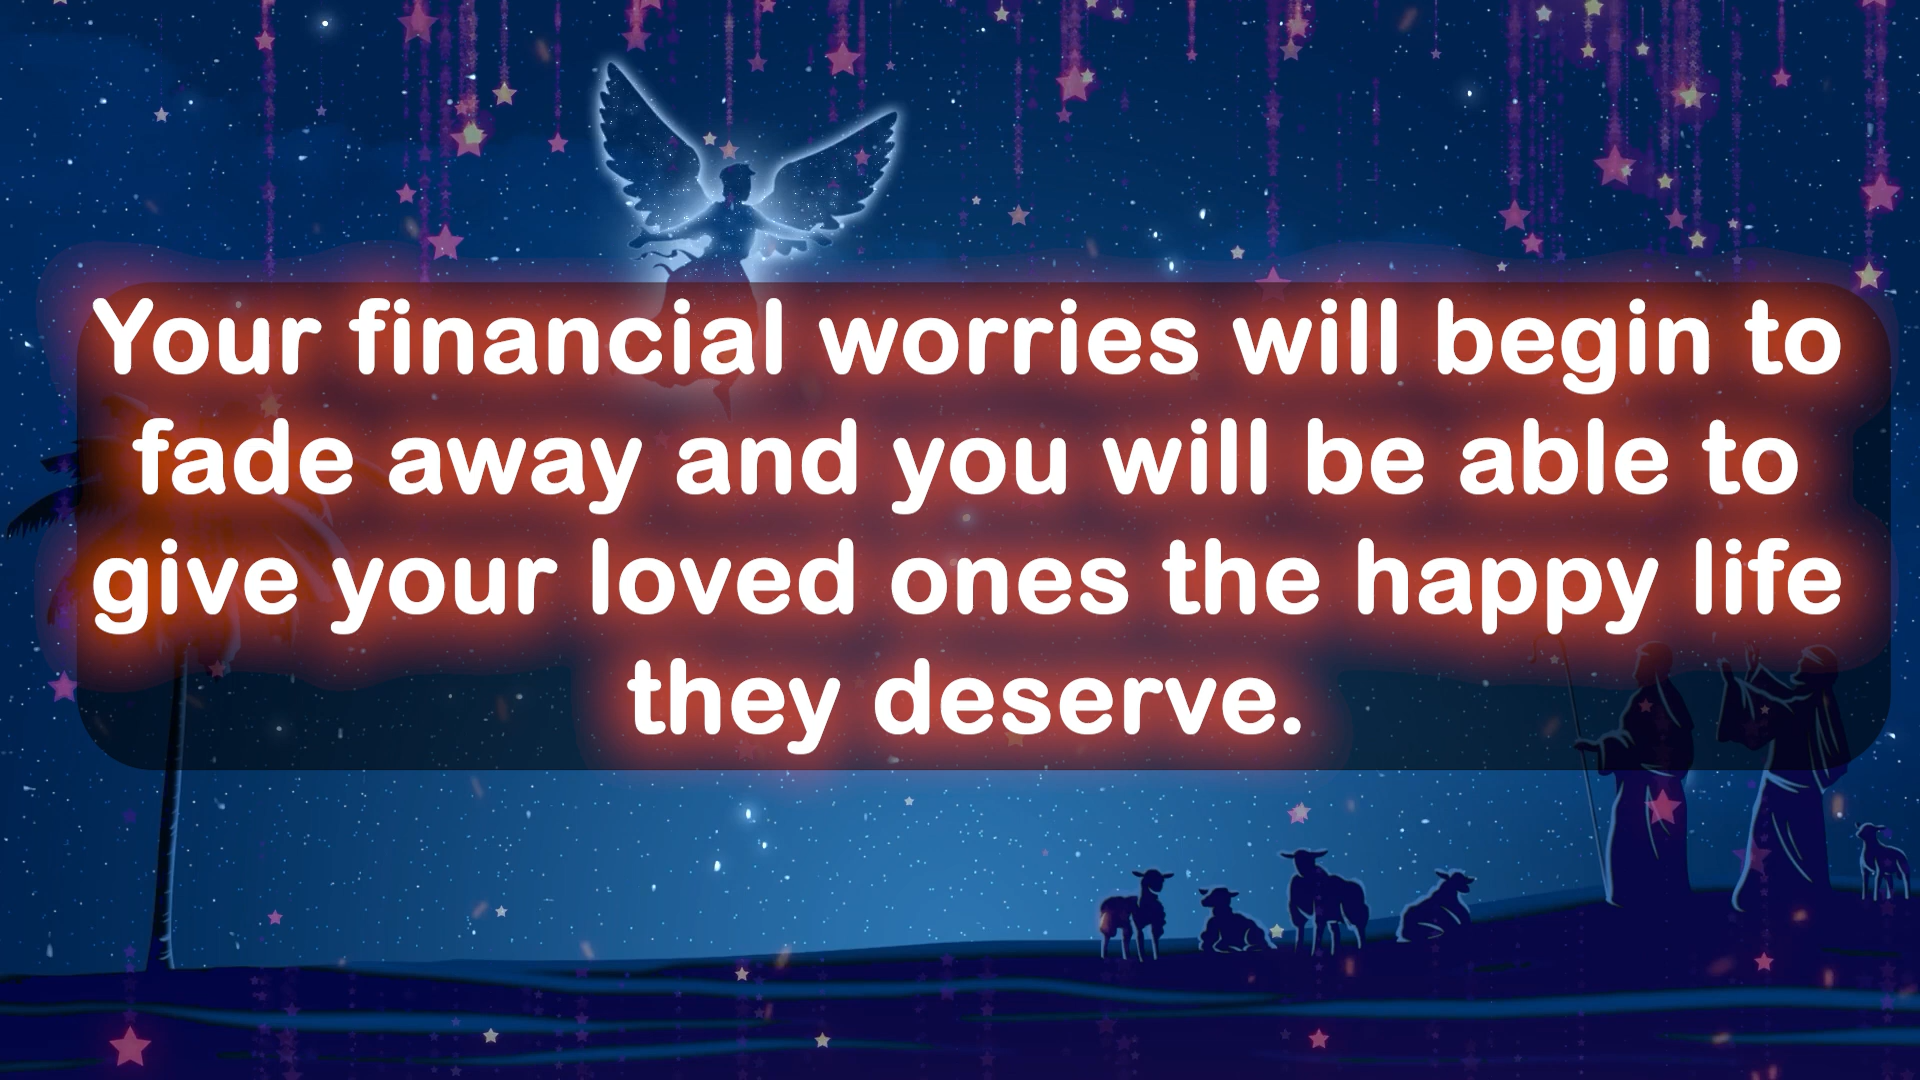 Your financial worries will begin to
fade away and you will be able to
give your loved ones the happy life
they deserve.